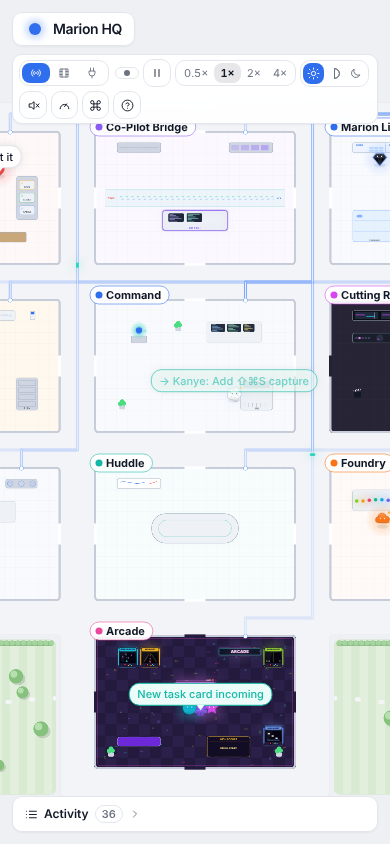 Marion HQ
0.5× 1× 2× 4×
Co-Pilot Bridge
Marion Li
t it
Command
Cutting R
→ Kanye: Add ⇧⌘S capture
Huddle
Foundry
Arcade
ARCADE
New task card incoming
Activity 36